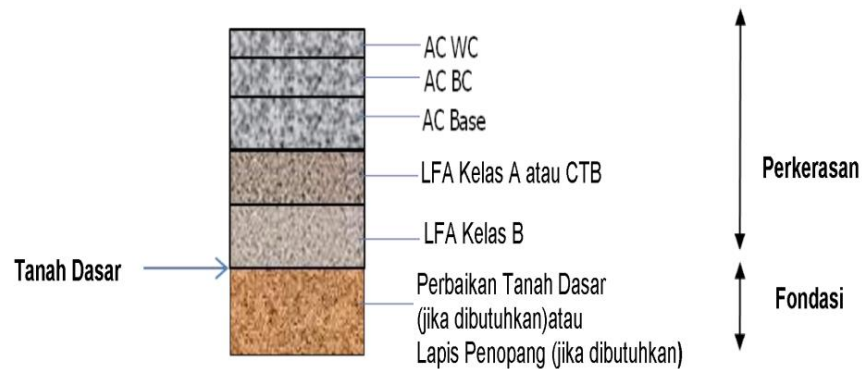 AC WC
AC BC
AC Base
LFA Kelas A atau CTB
Perkerasan
LFA Kelas B
Tanah Dasar
Perbaikan Tanah Dasar
(jika dibutuhkan)atau
Lapis Penopang (jika dibutuhkan)
Fondasi